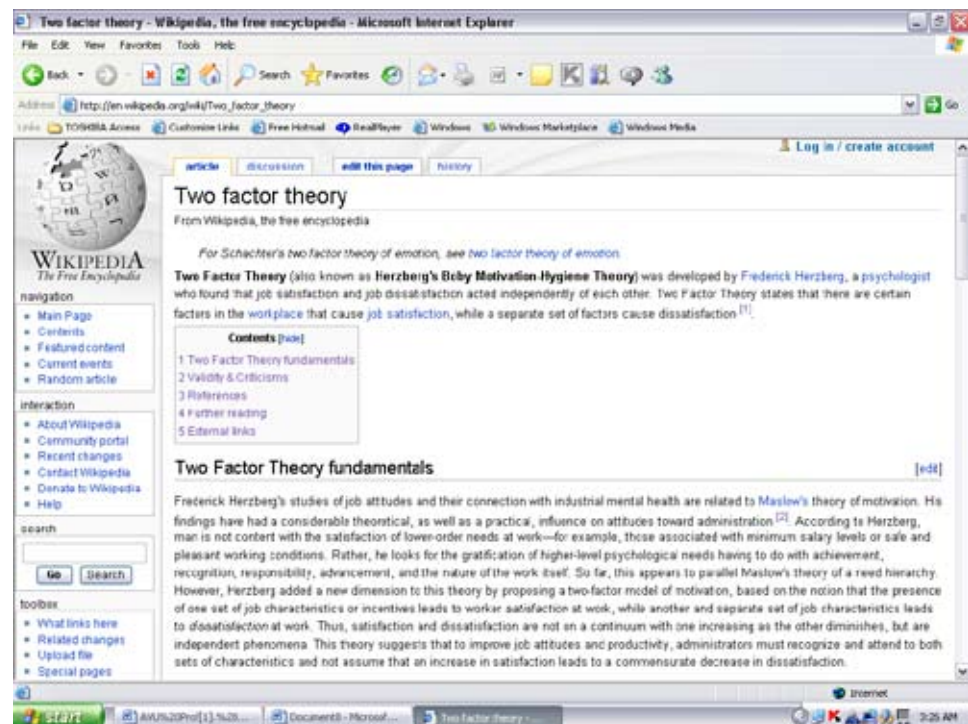 Two factor theory - Wikipedia, the free encyclopedia - Microsoft Internet Explorer
File Edit View Favorites Tools Help
Back Search Favorites
Address http://en.wikipedia.org/wiki/Two_factor_theory Go
Links TOSHIBA Access Customize Links Free Hotmail RealPlayer Windows Windows Marketplace Windows Media
Log in / create account
article discussion edit this page history
Two factor theory
From Wikipedia, the free encyclopedia
For Schachter's two factor theory of emotion, see two factor theory of emotion.
Two Factor Theory (also known as Herzberg's Boby Motivation-Hygiene Theory) was developed by Frederick Herzberg, a psychologist
who found that job satisfaction and job dissatisfaction acted independently of each other. Two Factor Theory states that there are certain
factors in the workplace that cause job satisfaction, while a separate set of factors cause dissatisfaction [1].
Contents [hide]
1 Two Factor Theory fundamentals
2 Validity & Criticisms
3 References
4 Further reading
5 External links
Two Factor Theory fundamentals [edit]
Frederick Herzberg's studies of job attitudes and their connection with industrial mental health are related to Maslow's theory of motivation. His
findings have had a considerable theoretical, as well as a practical, influence on attitudes toward administration [2]. According to Herzberg,
man is not content with the satisfaction of lower-order needs at work—for example, those associated with minimum salary levels or safe and
pleasant working conditions. Rather, he looks for the gratification of higher-level psychological needs having to do with achievement,
recognition, responsibility, advancement, and the nature of the work itself. So far, this appears to parallel Maslow's theory of a need hierarchy.
However, Herzberg added a new dimension to this theory by proposing a two-factor model of motivation, based on the notion that the presence
of one set of job characteristics or incentives leads to worker satisfaction at work, while another and separate set of job characteristics leads
to dissatisfaction at work. Thus, satisfaction and dissatisfaction are not on a continuum with one increasing as the other diminishes, but are
independent phenomena. This theory suggests that to improve job attitudes and productivity, administrators must recognize and attend to both
sets of characteristics and not assume that an increase in satisfaction leads to a commensurate decrease in dissatisfaction.
WIKIPEDIA
The Free Encyclopedia
navigation
Main Page
Contents
Featured content
Current events
Random article
interaction
About Wikipedia
Community portal
Recent changes
Contact Wikipedia
Donate to Wikipedia
Help
search
Go Search
toolbox
What links here
Related changes
Upload file
Special pages
Internet
start AVU%20Prof[1].%28... Document8 - Microsof... Two factor theory - ... 3:26 AM